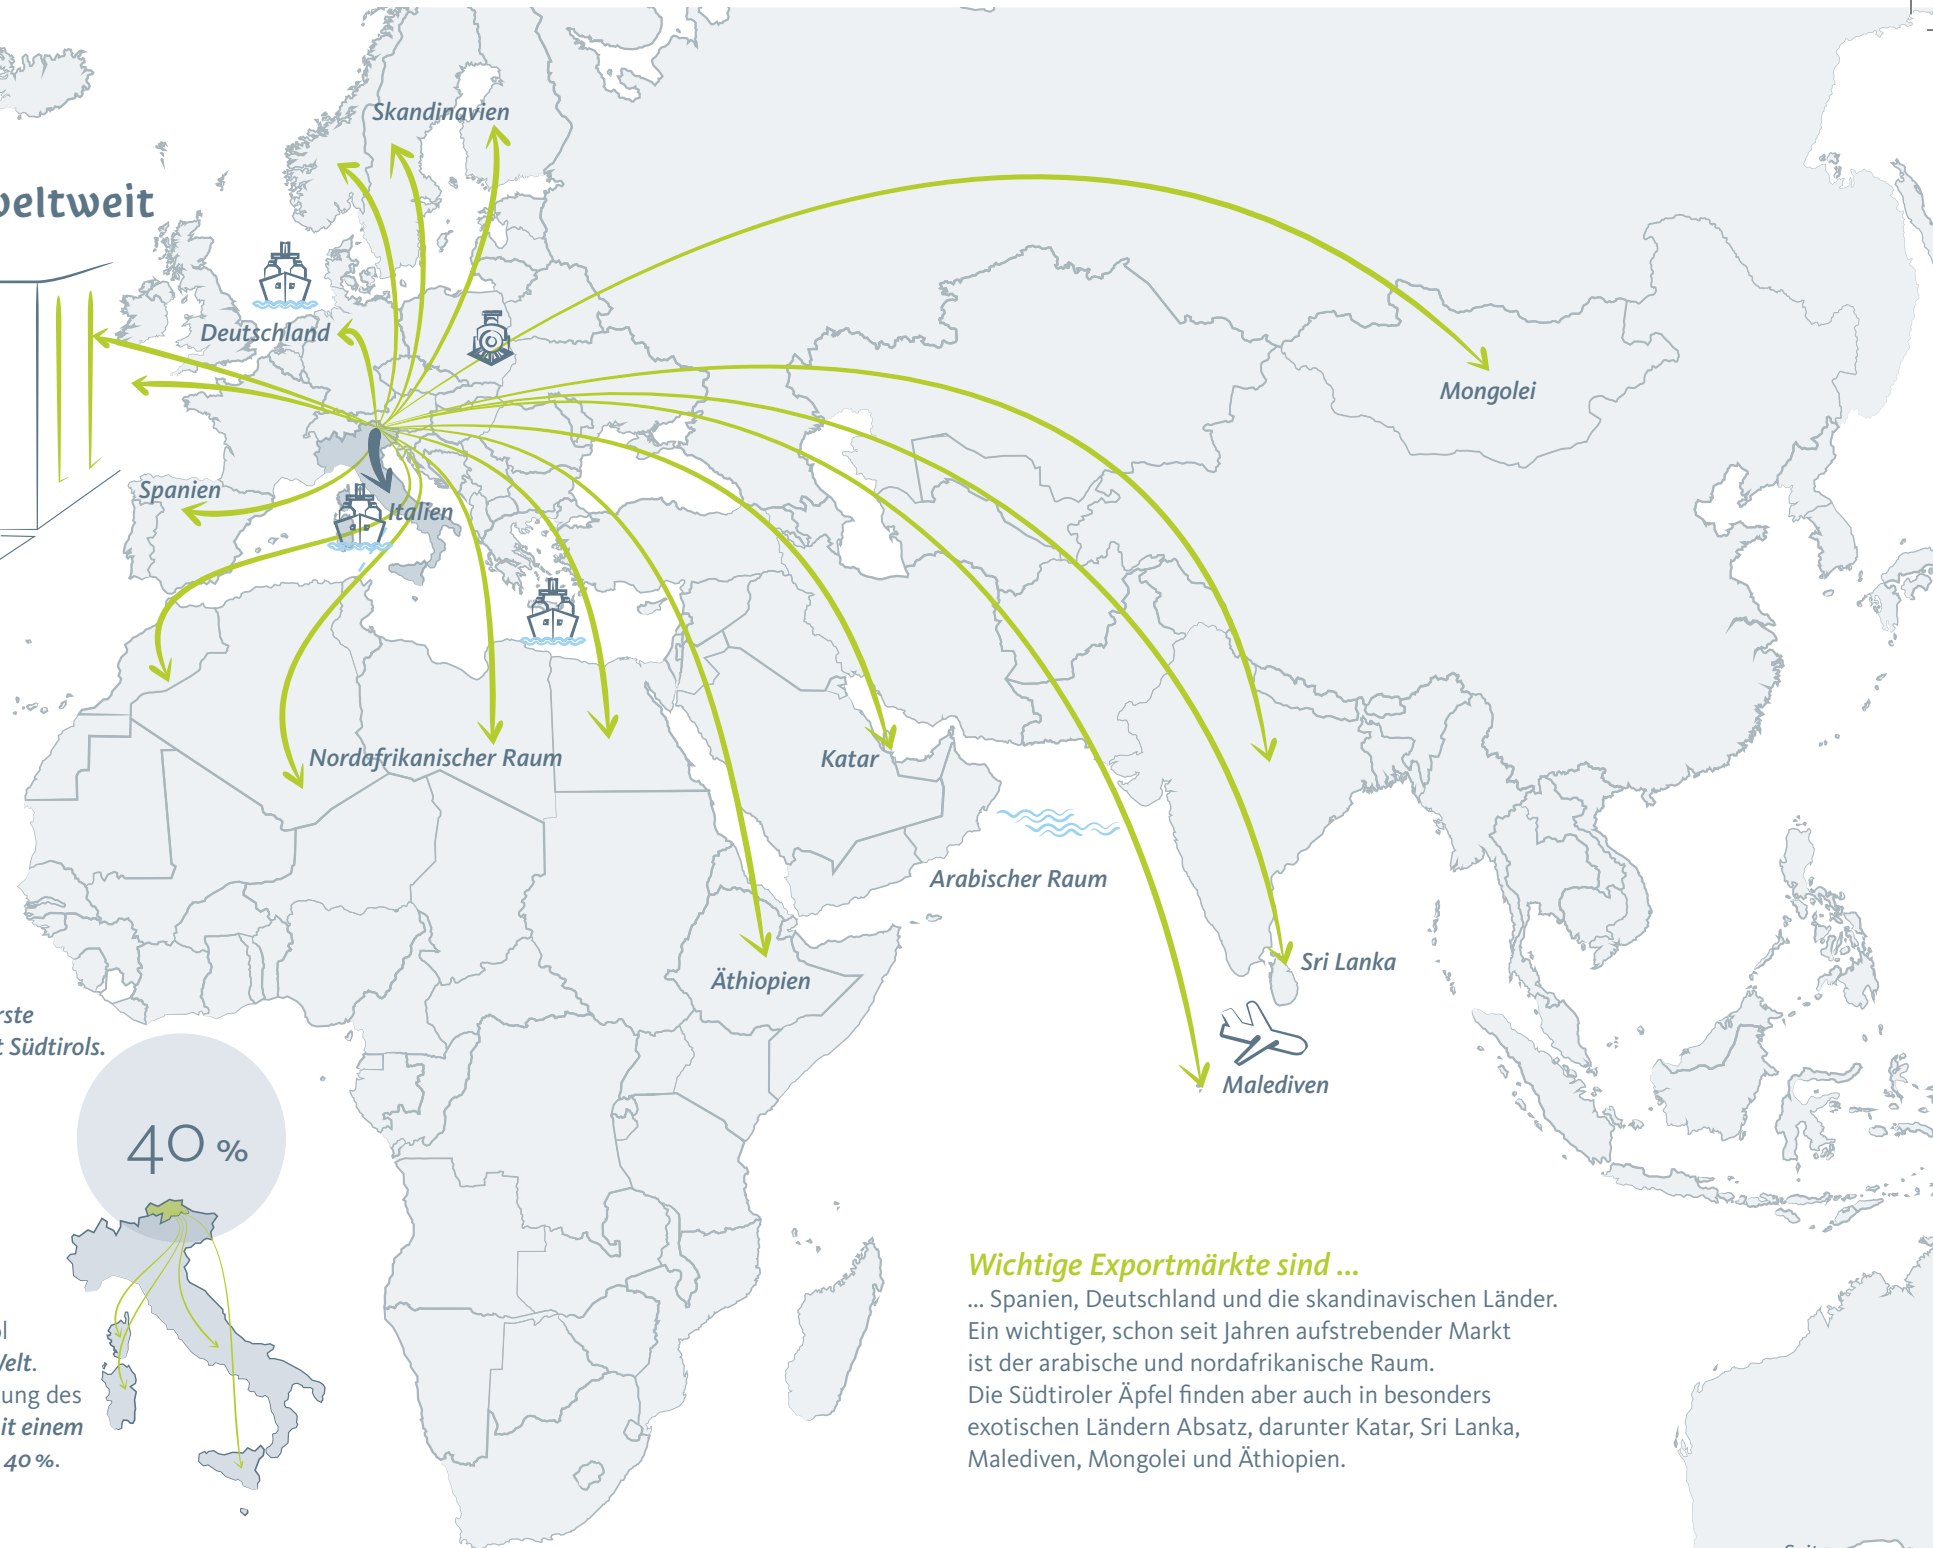 Skandinavien
weltweit
Deutschland
Mongolei
Spanien
Italien
Nordafrikanischer Raum
Katar
Arabischer Raum
Sri Lanka
Äthiopien
t Südtirols.
Malediven
40 %
Wichtige Exportmärkte sind ...
... Spanien, Deutschland und die skandinavischen Länder.
Ein wichtiger, schon seit Jahren aufstrebender Markt
ist der arabische und nordafrikanische Raum.
Die Südtiroler Äpfel finden aber auch in besonders
exotischen Ländern Absatz, darunter Katar, Sri Lanka,
Malediven, Mongolei und Äthiopien.
Welt.
ung des
it einem
40 %.